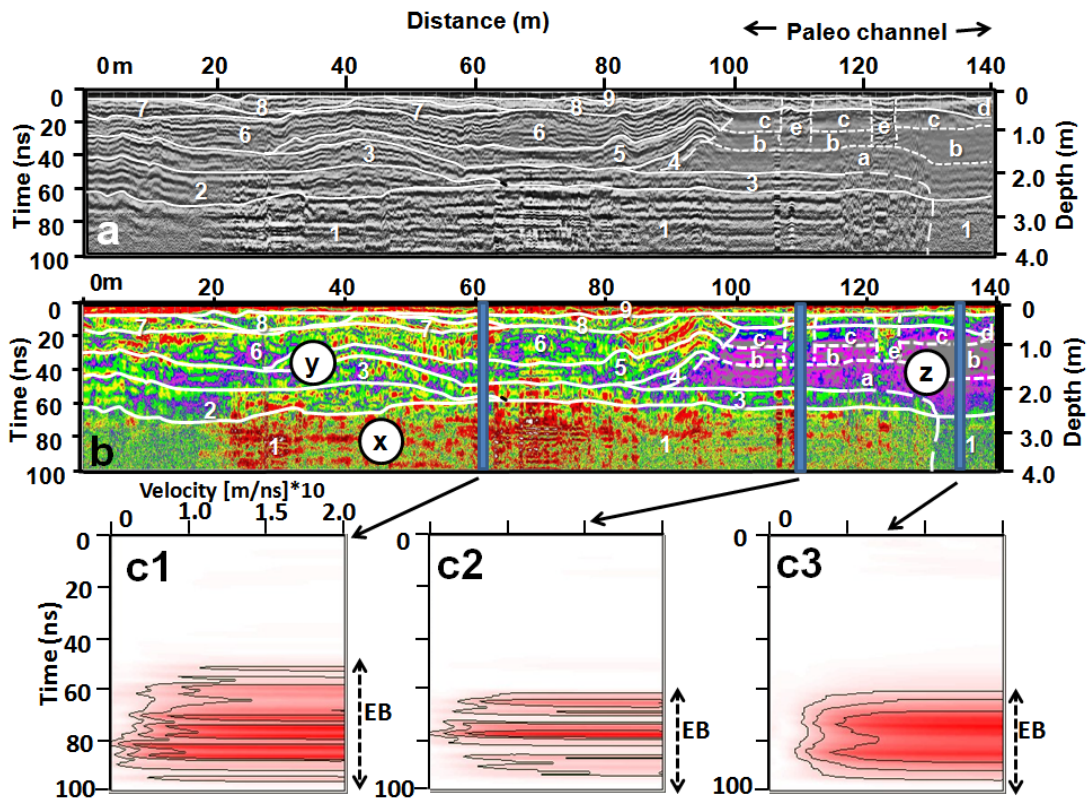 Distance (m)
Paleo channel
0m 20 40 60 80 100 120 140
0 20 40 60 80 100
Time (ns)
7 8 7 8 9 c e c e c d
6 3 6 5 4 b b a b
2 3
1 1 1
a
0 1.0 2.0 3.0 4.0
Depth (m)
0m 20 40 60 80 100 120 140
0 20 40 60 80 100
Time (ns)
7 8 7 8 9 c c e c d
6 y 3 6 5 4 b b a z b
2 3
1 x 1 1
b
0 1.0 2.0 3.0 4.0
Depth (m)
Velocity [m/ns]*10
0 1.0 1.5 2.0
0
c1
0 20 40 60 80 100
Time (ns)
EB
c2
0 100
EB
c3
0 100
EB